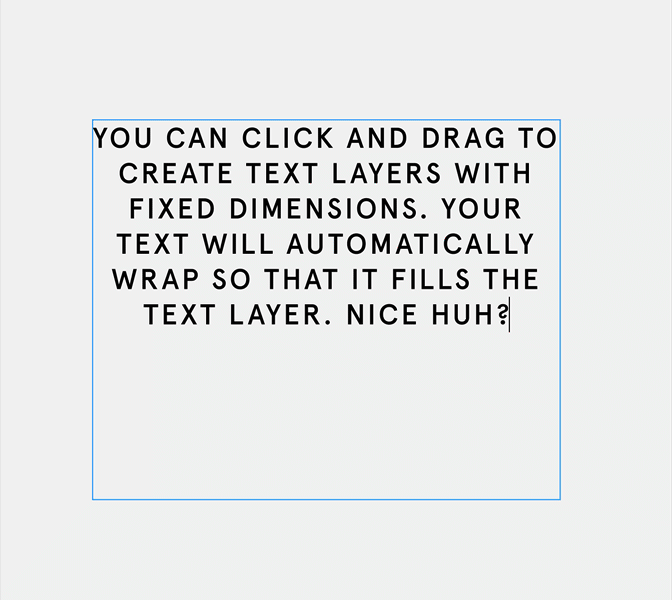 YOU CAN CLICK AND DRAG TO
CREATE TEXT LAYERS WITH
FIXED DIMENSIONS. YOUR
TEXT WILL AUTOMATICALLY
WRAP SO THAT IT FILLS THE
TEXT LAYER. NICE HUH?